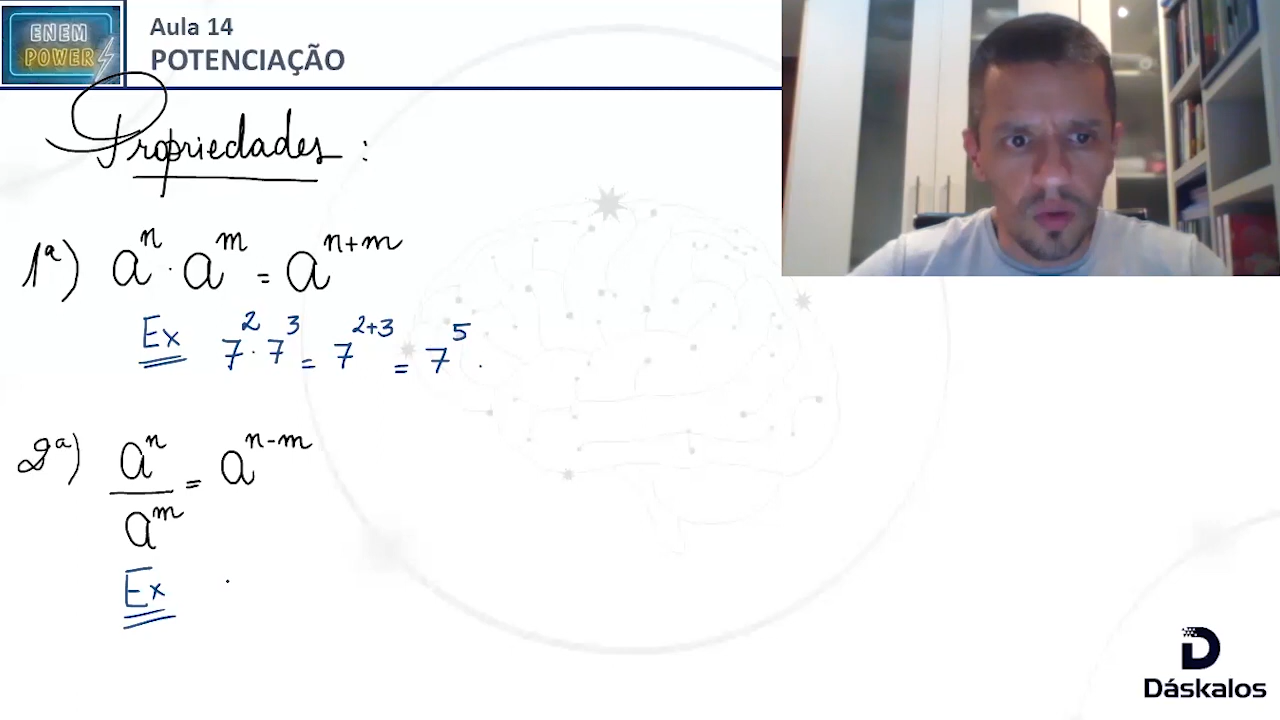 ENEM
POWER
Aula 14
POTENCIAÇÃO
Propriedades:
1ª) aⁿ · aᵐ = aⁿ⁺ᵐ
Ex 7² · 7³ = 7²⁺³ = 7⁵.
2ª) aⁿ/aᵐ = aⁿ⁻ᵐ
Ex
Dáskalos